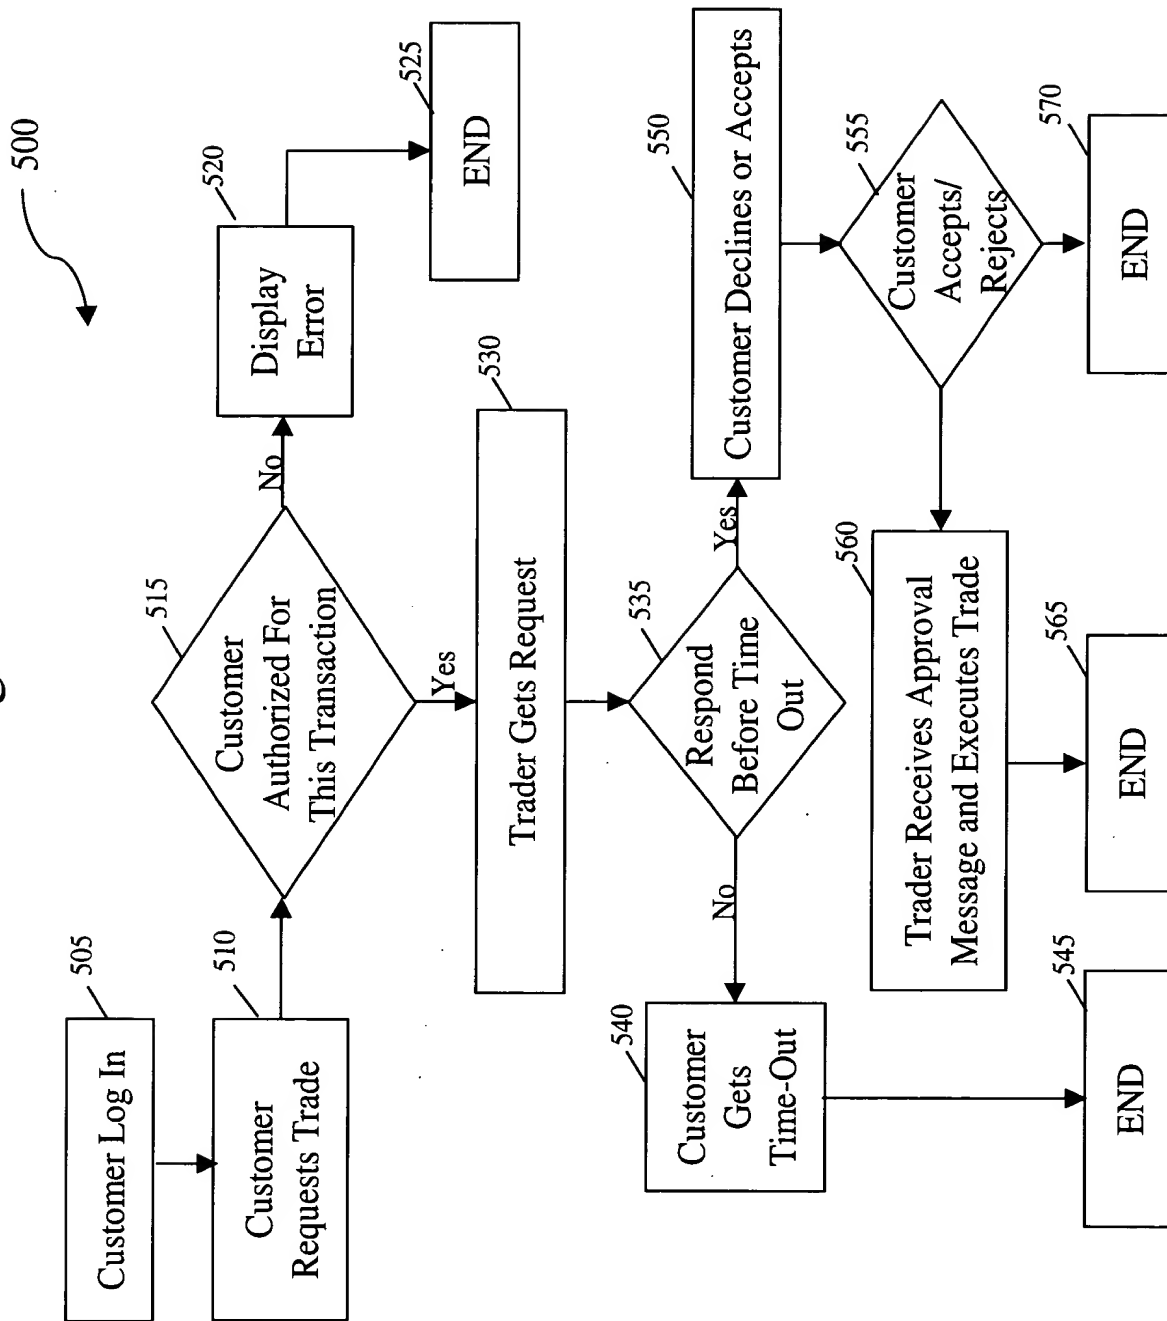 500
505
Customer Log In
510
Customer
Requests Trade
515
Customer
Authorized For
This Transaction
No
520
Display
Error
525
END
Yes
530
Trader Gets Request
535
Respond
Before Time
Out
No
540
Customer
Gets
Time-Out
545
END
Yes
550
Customer Declines or Accepts
555
Customer
Accepts/
Rejects
560
Trader Receives Approval
Message and Executes Trade
565
END
570
END